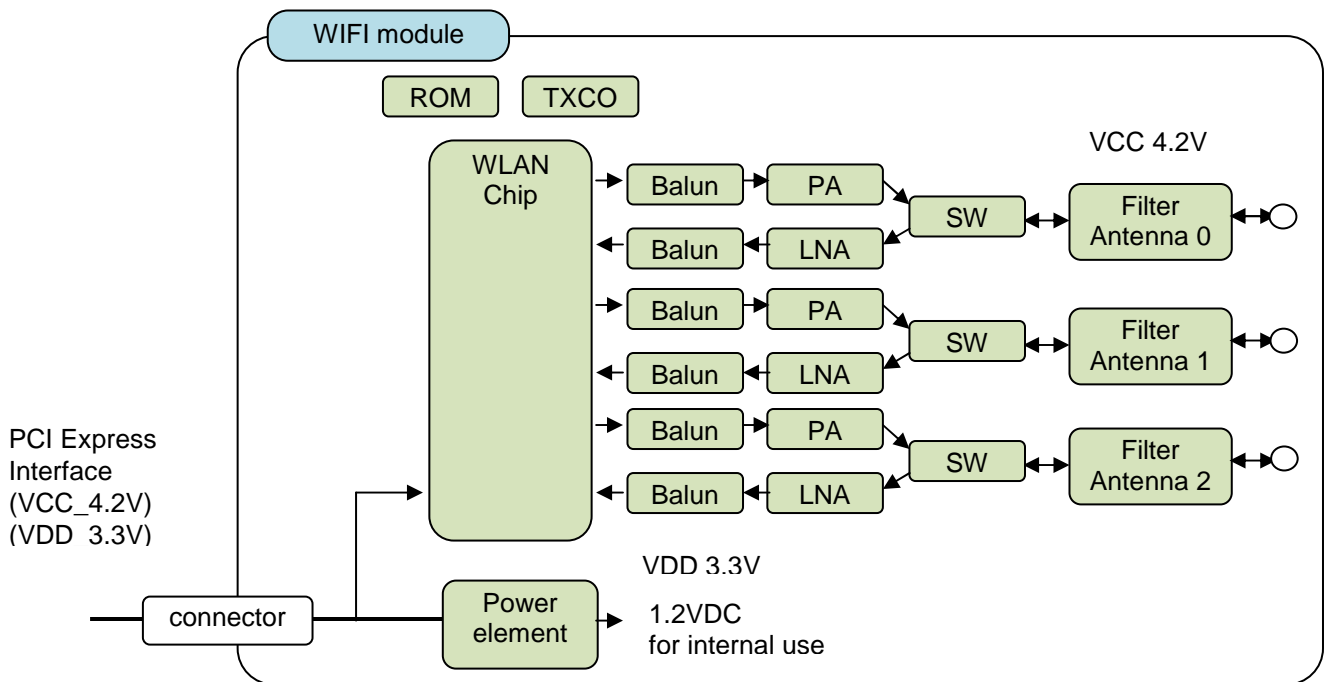 WIFI module
ROM
TXCO
VCC 4.2V
WLAN
Chip
Balun
PA
SW
Filter
Antenna 0
Balun
LNA
Balun
PA
SW
Filter
Antenna 1
Balun
LNA
Balun
PA
SW
Filter
Antenna 2
Balun
LNA
PCI Express
Interface
(VCC_4.2V)
(VDD_3.3V)
VDD 3.3V
connector
Power
element
1.2VDC
for internal use